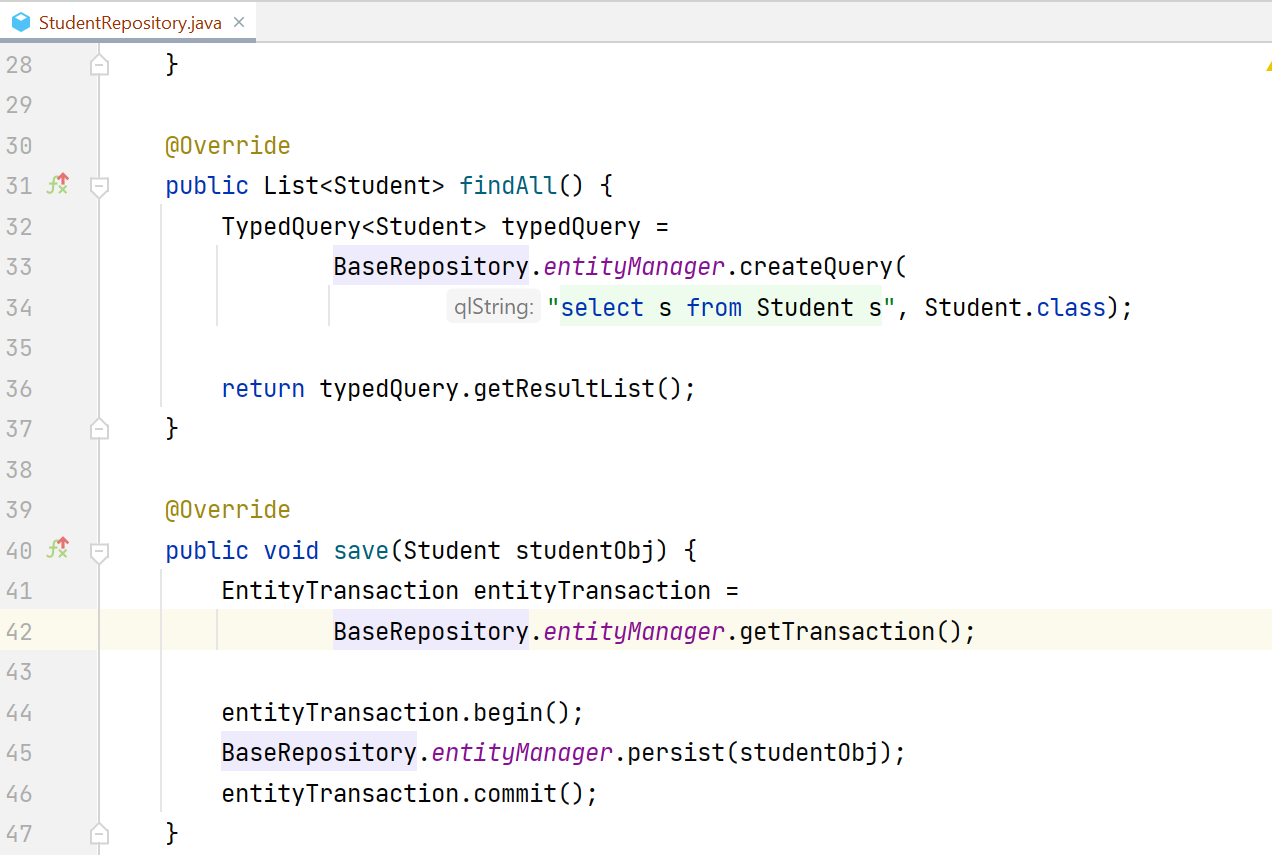 StudentRepository.java ×
28 }
29
30 @Override
31 public List<Student> findAll() {
32 TypedQuery<Student> typedQuery =
33 BaseRepository.entityManager.createQuery(
34 qlString: "select s from Student s", Student.class);
35
36 return typedQuery.getResultList();
37 }
38
39 @Override
40 public void save(Student studentObj) {
41 EntityTransaction entityTransaction =
42 BaseRepository.entityManager.getTransaction();
43
44 entityTransaction.begin();
45 BaseRepository.entityManager.persist(studentObj);
46 entityTransaction.commit();
47 }